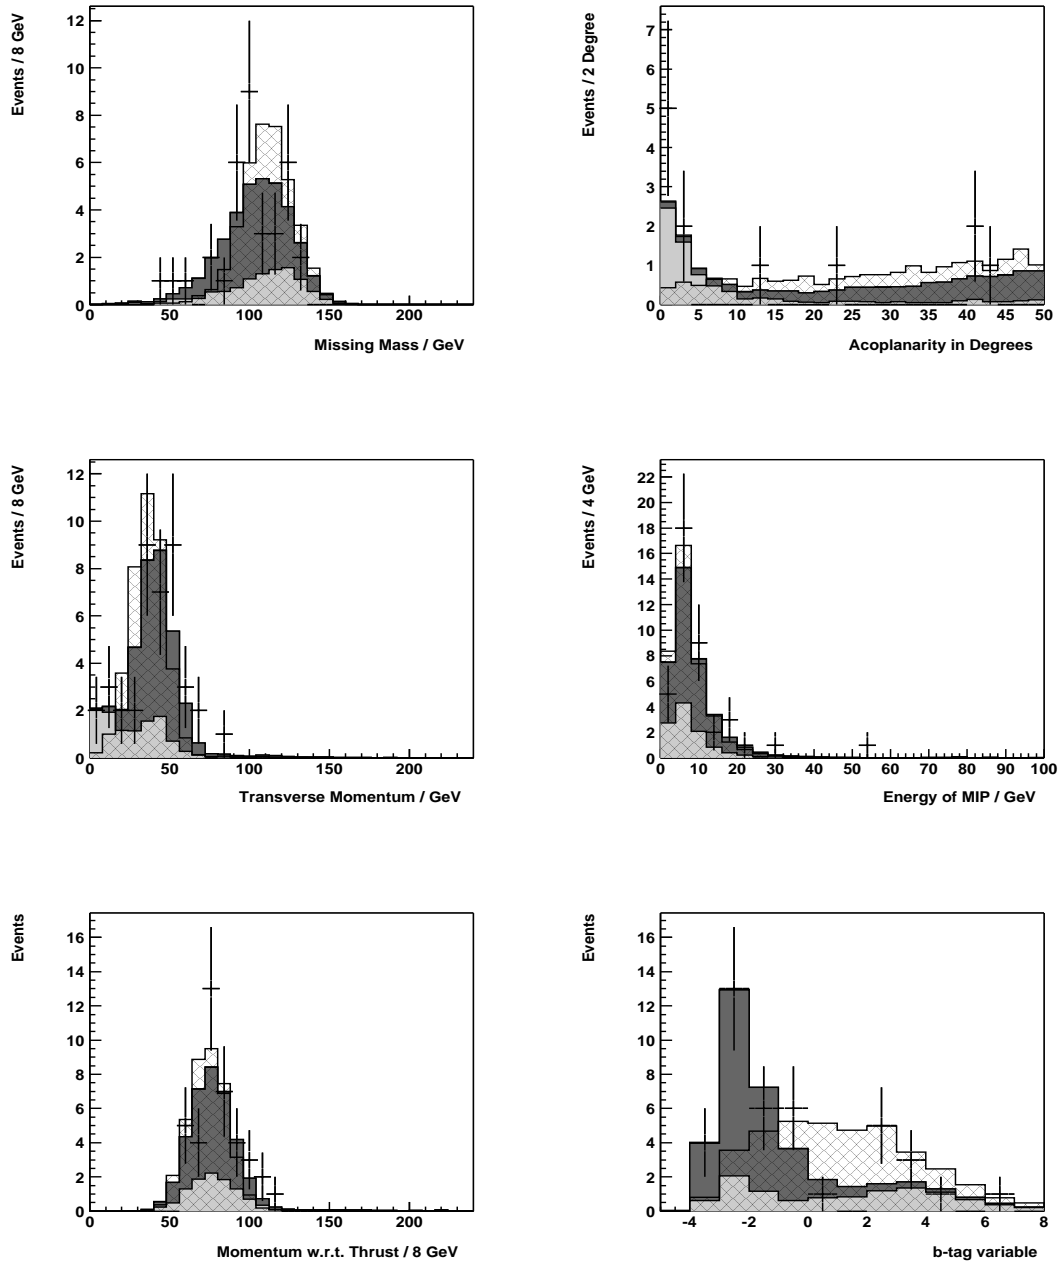 Events / 8 GeV
12
10
8
6
4
2
0
0 50 100 150 200
Missing Mass / GeV
Events / 2 Degree
7
6
5
4
3
2
1
0
0 5 10 15 20 25 30 35 40 45 50
Acoplanarity in Degrees
Events / 8 GeV
12
10
8
6
4
2
0
0 50 100 150 200
Transverse Momentum / GeV
Events / 4 GeV
22
20
18
16
14
12
10
8
6
4
2
0
0 10 20 30 40 50 60 70 80 90 100
Energy of MIP / GeV
Events
16
14
12
10
8
6
4
2
0
0 50 100 150 200
Momentum w.r.t. Thrust / 8 GeV
Events
16
14
12
10
8
6
4
2
0
-4 -2 0 2 4 6 8
b-tag variable